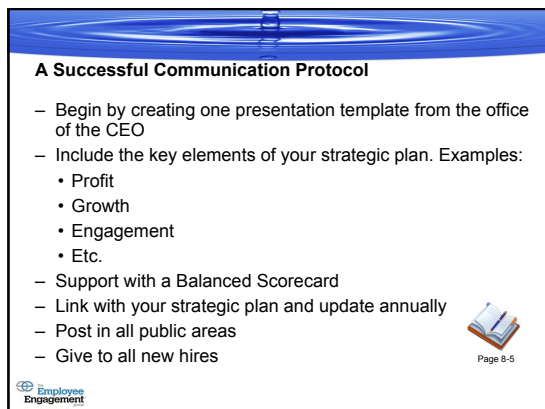 A Successful Communication Protocol
– Begin by creating one presentation template from the office
of the CEO
– Include the key elements of your strategic plan. Examples:
• Profit
• Growth
• Engagement
• Etc.
– Support with a Balanced Scorecard
– Link with your strategic plan and update annually
– Post in all public areas
– Give to all new hires
Page 8-5
Employee
Engagement